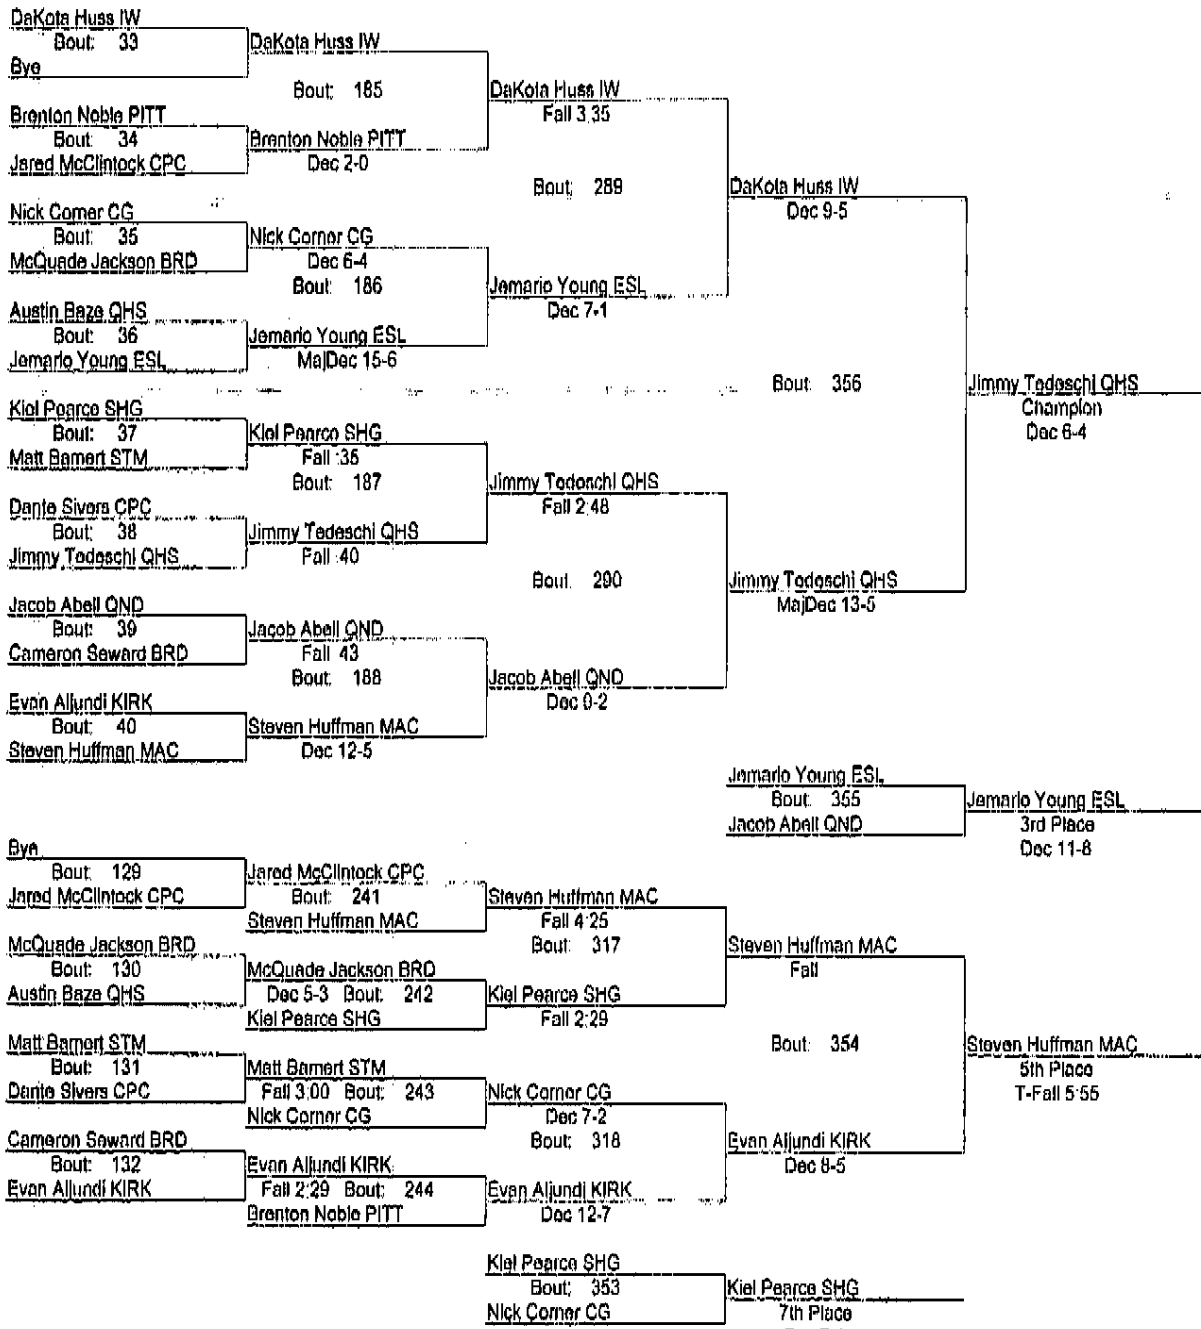 DaKota Huss IW
Bout: 33
DaKota Huss IW
Bye
Bout: 185
DaKota Huss IW
Fall 3:35
Brenton Noble PITT
Bout: 34
Brenton Noble PITT
Jared McClintock CPC
Dec 2-0
Bout: 289
DaKota Huss IW
Dec 9-5
Nick Corner CG
Bout: 35
Nick Corner CG
McQuade Jackson BRD
Dec 6-4
Bout: 186
Jemario Young ESL
Dec 7-1
Austin Baze QHS
Bout: 36
Jemario Young ESL
Jemario Young ESL
MajDec 15-6
Bout: 356
Jimmy Tedeschi QHS
Champion
Dec 6-4
Kiel Pearce SHG
Bout: 37
Kiel Pearce SHG
Matt Bamert STM
Fall :35
Bout: 187
Jimmy Tedeschi QHS
Fall 2:48
Dante Sivers CPC
Bout: 38
Jimmy Tedeschi QHS
Jimmy Tedeschi QHS
Fall :40
Bout: 290
Jimmy Tedeschi QHS
MajDec 13-5
Jacob Abell QND
Bout: 39
Jacob Abell QND
Cameron Seward BRD
Fall 43
Bout: 188
Jacob Abell QND
Dec 0-2
Evan Aljundi KIRK
Bout: 40
Steven Huffman MAC
Steven Huffman MAC
Dec 12-5
Jemario Young ESL
Bout: 355
Jemario Young ESL
Jacob Abell QND
3rd Place
Dec 11-8
Bye
Bout: 129
Jared McClintock CPC
Jared McClintock CPC
Bout: 241
Steven Huffman MAC
Steven Huffman MAC
Fall 4:25
Bout: 317
Steven Huffman MAC
Fall
McQuade Jackson BRD
Bout: 130
McQuade Jackson BRD
Austin Baze QHS
Dec 5-3 Bout: 242
Kiel Pearce SHG
Kiel Pearce SHG
Fall 2:29
Bout: 354
Steven Huffman MAC
5th Place
T-Fall 5:55
Matt Bamert STM
Bout: 131
Matt Bamert STM
Dante Sivers CPC
Fall 3:00 Bout: 243
Nick Corner CG
Nick Corner CG
Dec 7-2
Bout: 318
Evan Aljundi KIRK
Dec 8-5
Cameron Seward BRD
Bout: 132
Evan Aljundi KIRK
Evan Aljundi KIRK
Fall 2:29 Bout: 244
Brenton Noble PITT
Evan Aljundi KIRK
Dec 12-7
Kiel Pearce SHG
Bout: 353
Kiel Pearce SHG
Nick Corner CG
7th Place